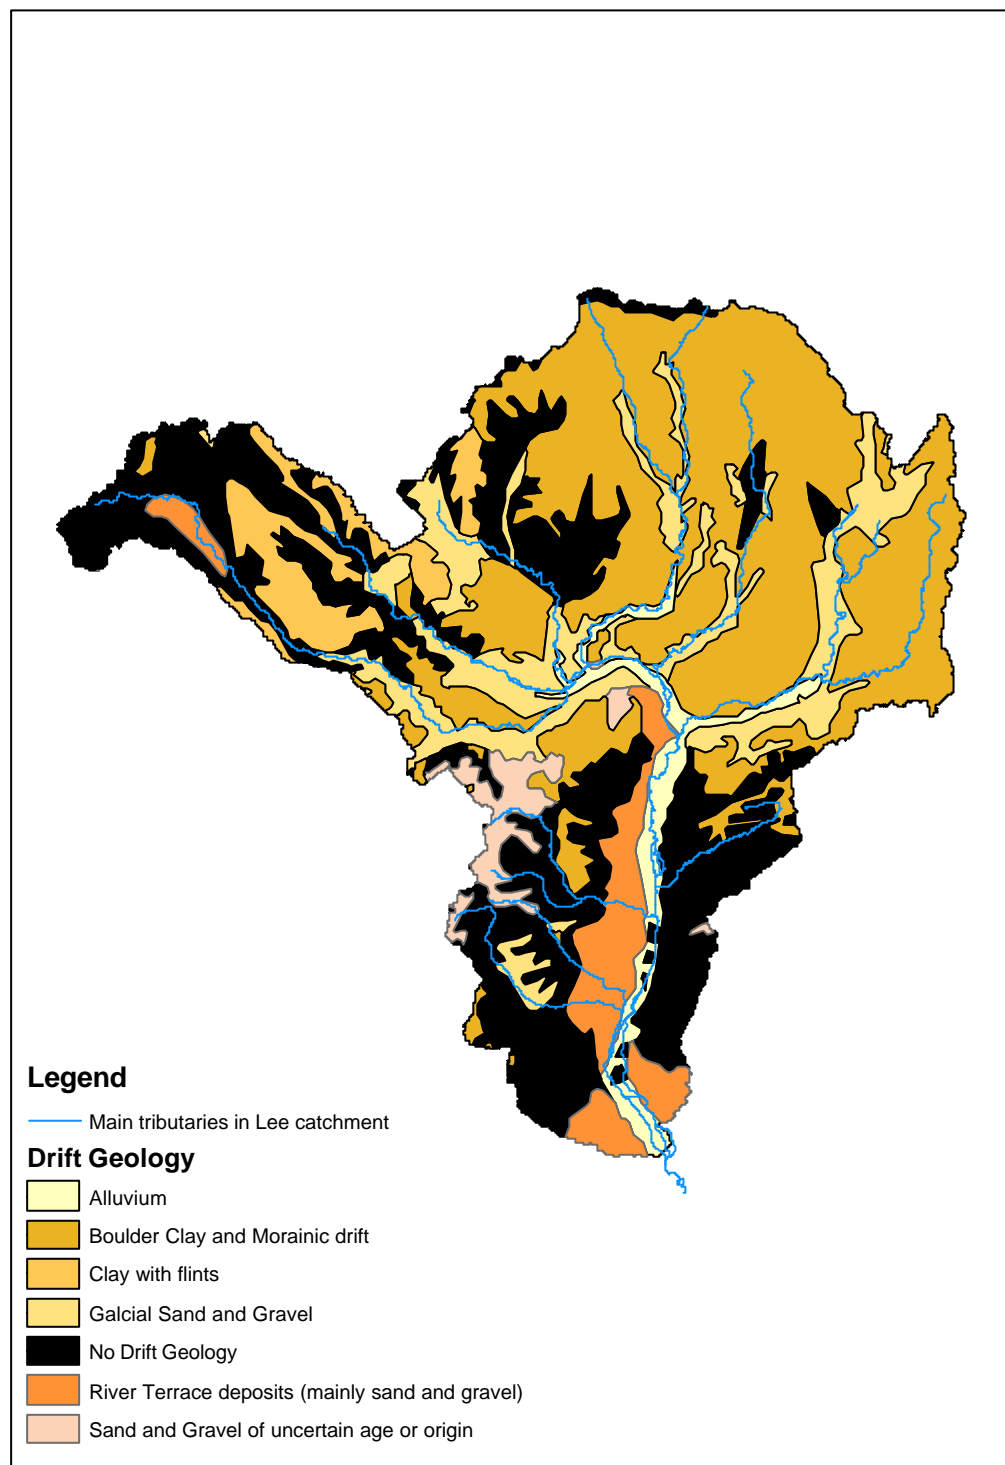 Legend
Main tributaries in Lee catchment
Drift Geology
Alluvium
Boulder Clay and Morainic drift
Clay with flints
Galcial Sand and Gravel
No Drift Geology
River Terrace deposits (mainly sand and gravel)
Sand and Gravel of uncertain age or origin